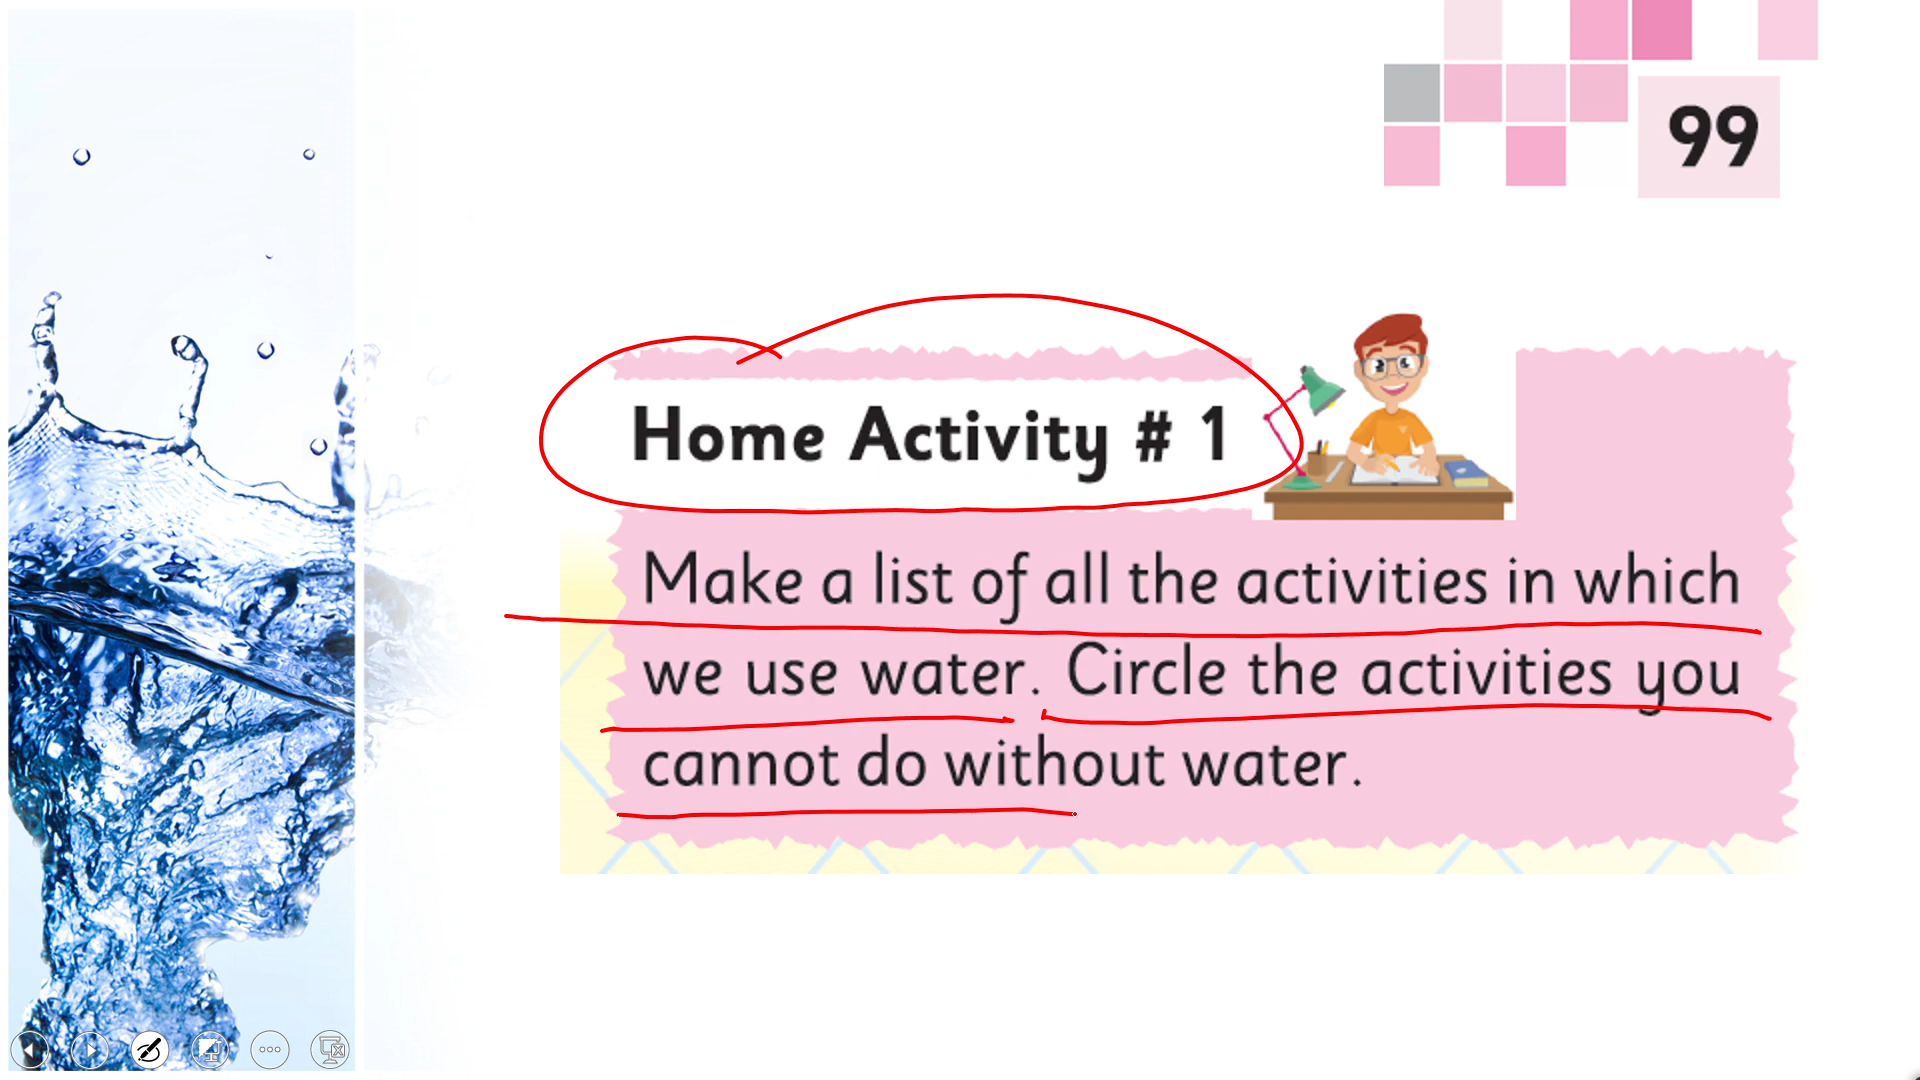 99
Home Activity # 1
Make a list of all the activities in which
we use water. Circle the activities you
cannot do without water.